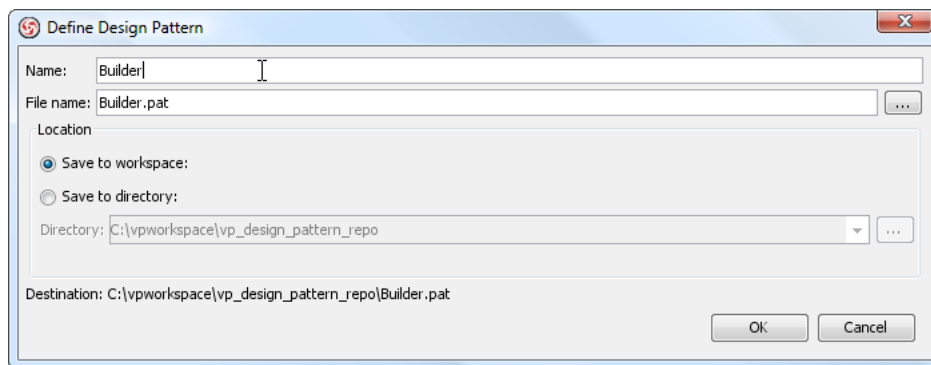 Define Design Pattern
Name: Builder
File name: Builder.pat ...
Location
Save to workspace:
Save to directory:
Directory: C:\vpworkspace\vp_design_pattern_repo ...
Destination: C:\vpworkspace\vp_design_pattern_repo\Builder.pat
OK Cancel